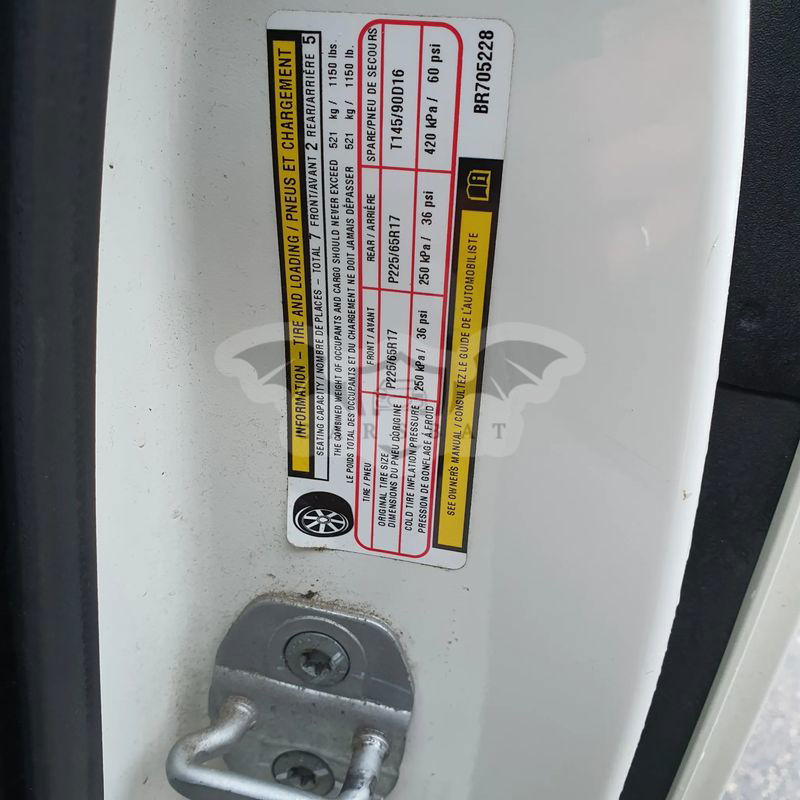 INFORMATION – TIRE AND LOADING / PNEUS ET CHARGEMENT
SEATING CAPACITY / NOMBRE DE PLACES – TOTAL 7 FRONT/AVANT 2 REAR/ARRIÈRE 5
THE COMBINED WEIGHT OF OCCUPANTS AND CARGO SHOULD NEVER EXCEED 521 kg / 1150 lbs.
LE POIDS TOTAL DES OCCUPANTS ET DU CHARGEMENT NE DOIT JAMAIS DÉPASSER 521 kg / 1150 lb.
TIRE / PNEU FRONT / AVANT REAR / ARRIÈRE SPARE/PNEU DE SECOURS
ORIGINAL TIRE SIZE
DIMENSIONS DU PNEU D'ORIGINE P225/65R17 P225/65R17 T145/90D16
COLD TIRE INFLATION PRESSURE
PRESSION DE GONFLAGE À FROID 250 kPa / 36 psi 250 kPa / 36 psi 420 kPa / 60 psi
SEE OWNER'S MANUAL / CONSULTEZ LE GUIDE DE L'AUTOMOBILISTE
BR705228